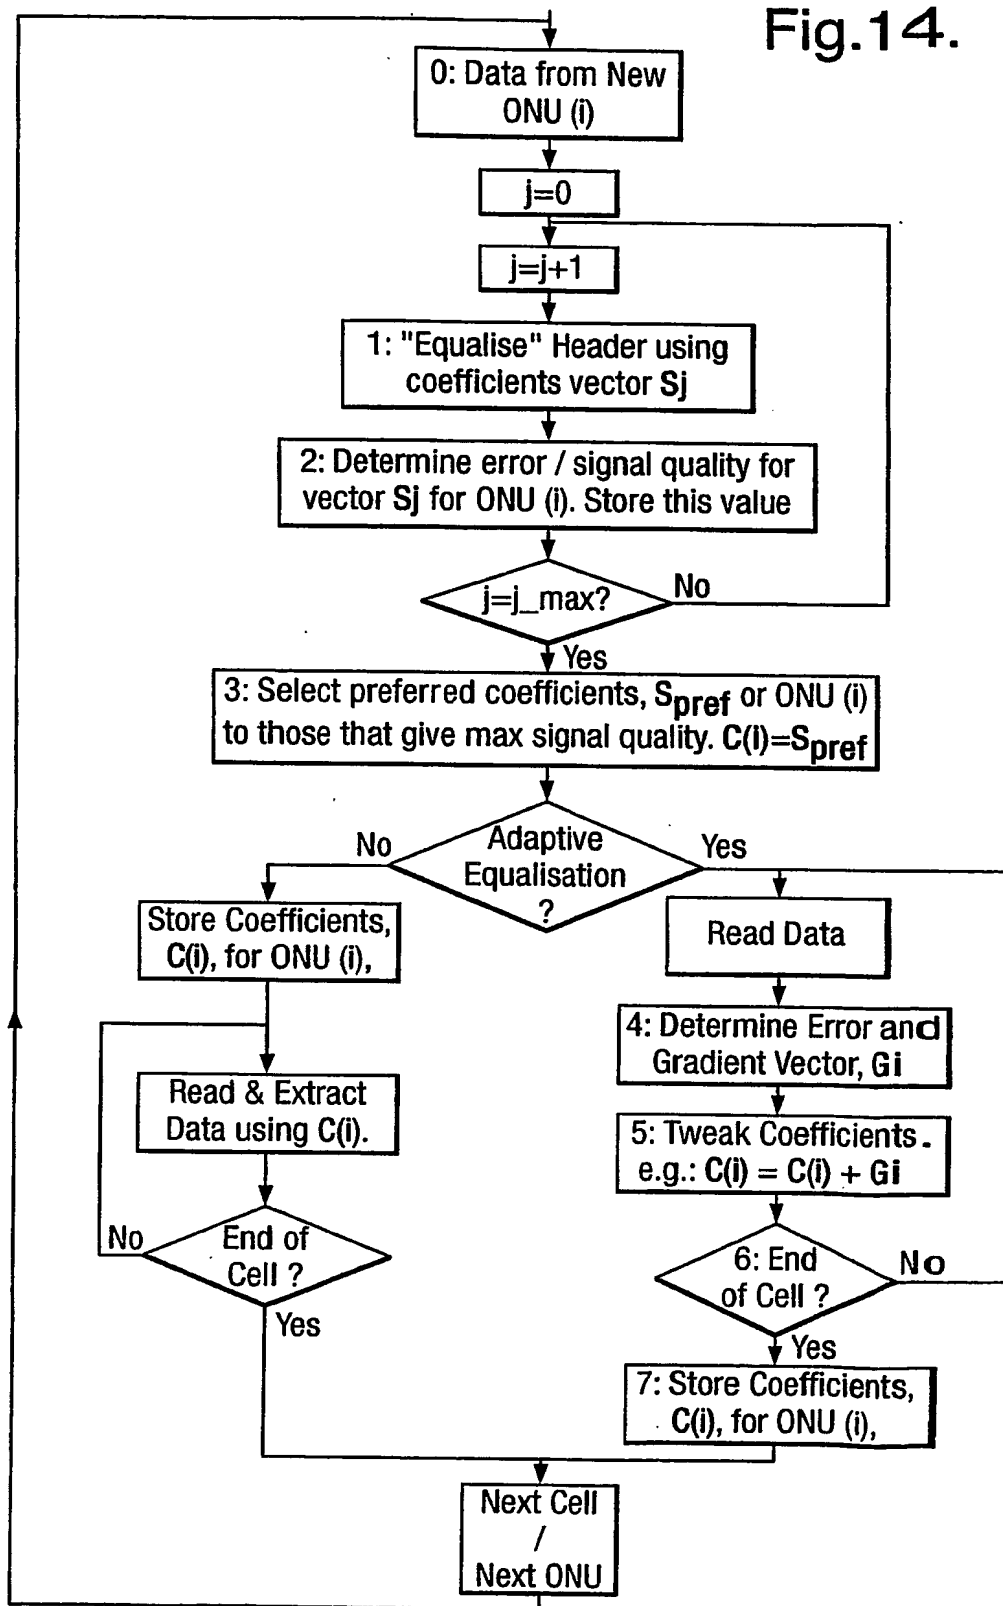 Fig.14.
0: Data from New
ONU (i)
j=0
j=j+1
1: "Equalise" Header using
coefficients vector Sj
2: Determine error / signal quality for
vector Sj for ONU (i). Store this value
j=j_max?
No
Yes
3: Select preferred coefficients, Spref or ONU (i)
to those that give max signal quality. C(i)=Spref
Adaptive
Equalisation
?
No
Yes
Store Coefficients,
C(i), for ONU (i),
Read & Extract
Data using C(i).
End of
Cell ?
No
Yes
Read Data
4: Determine Error and
Gradient Vector, Gi
5: Tweak Coefficients.
e.g.: C(i) = C(i) + Gi
6: End
of Cell ?
No
Yes
7: Store Coefficients,
C(i), for ONU (i),
Next Cell
/
Next ONU